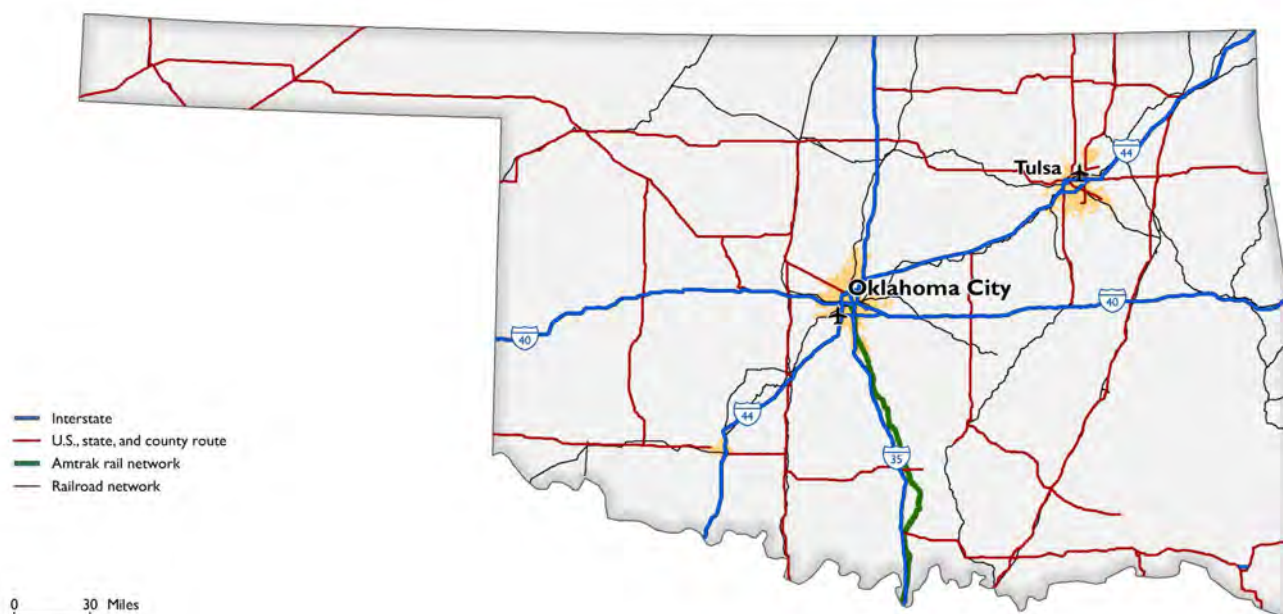 44
Tulsa
Oklahoma City
40
40
44
35
Interstate
U.S., state, and county route
Amtrak rail network
Railroad network
0 30 Miles